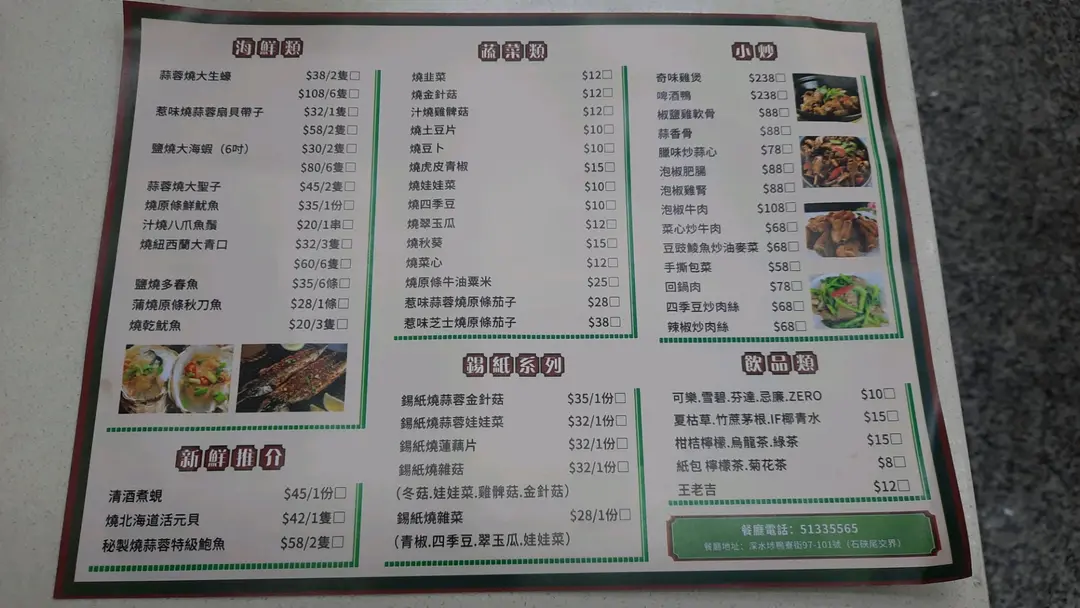 海鮮類
蒜蓉燒大生蠔 $38/2隻□
$108/6隻□
惹味燒蒜蓉扇貝帶子 $32/1隻□
$58/2隻□
鹽燒大海蝦（6吋） $30/2隻□
$80/6隻□
蒜蓉燒大聖子 $45/2隻□
燒原條鮮魷魚 $35/1份□
汁燒八爪魚鬚 $20/1串□
燒紐西蘭大青口 $32/3隻□
$60/6隻□
鹽燒多春魚 $35/6條□
蒲燒原條秋刀魚 $28/1條□
燒乾魷魚 $20/3隻□
新鮮推介
清酒煮蜆 $45/1份□
燒北海道活元貝 $42/1隻□
秘製燒蒜蓉特級鮑魚 $58/2隻□
蔬菜類
燒韭菜 $12□
燒金針菇 $12□
汁燒雞髀菇 $12□
燒土豆片 $10□
燒豆卜 $10□
燒虎皮青椒 $15□
燒娃娃菜 $10□
燒四季豆 $10□
燒翠玉瓜 $12□
燒秋葵 $15□
燒菜心 $12□
燒原條牛油粟米 $25□
惹味蒜蓉燒原條茄子 $28□
惹味芝士燒原條茄子 $38□
錫紙系列
錫紙燒蒜蓉金針菇 $35/1份□
錫紙燒蒜蓉娃娃菜 $32/1份□
錫紙燒蓮藕片 $32/1份□
錫紙燒雜菇 $32/1份□
（冬菇.娃娃菜.雞髀菇.金針菇）
錫紙燒雜菜 $28/1份□
（青椒.四季豆.翠玉瓜.娃娃菜）
小炒
奇味雞煲 $238□
啤酒鴨 $238□
椒鹽雞軟骨 $88□
蒜香骨 $88□
臘味炒菜心 $78□
泡椒肥腸 $88□
泡椒雞腎 $88□
泡椒牛肉 $108□
菜心炒牛肉 $68□
豆豉鯪魚炒油麥菜 $68□
手撕包菜 $58□
回鍋肉 $78□
四季豆炒肉絲 $68□
辣椒炒肉絲 $68□
飲品類
可樂.雪碧.芬達.忌廉.ZERO $10□
夏枯草.竹蔗茅根.IF椰青水 $15□
柑桔檸檬.烏龍茶.綠茶 $15□
紙包 檸檬茶.菊花茶 $8□
王老吉 $12□
餐廳電話：51335565
餐廳地址：深水埗鴨寮街97-101號（石硤尾交界）